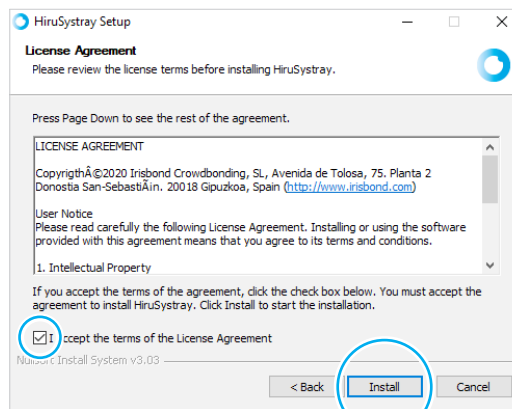 HiruSystray Setup
License Agreement
Please review the license terms before installing HiruSystray.
Press Page Down to see the rest of the agreement.
LICENSE AGREEMENT
CopyrigthÂ©2020 Irisbond Crowdbonding, SL, Avenida de Tolosa, 75. Planta 2
Donostia San-SebastiÃ¡n. 20018 Gipuzkoa, Spain (http://www.irisbond.com)
User Notice
Please read carefully the following License Agreement. Installing or using the software
provided with this agreement means that you agree to its terms and conditions.
1. Intellectual Property
If you accept the terms of the agreement, click the check box below. You must accept the
agreement to install HiruSystray. Click Install to start the installation.
I accept the terms of the License Agreement
Nullsoft Install System v3.03
< Back
Install
Cancel